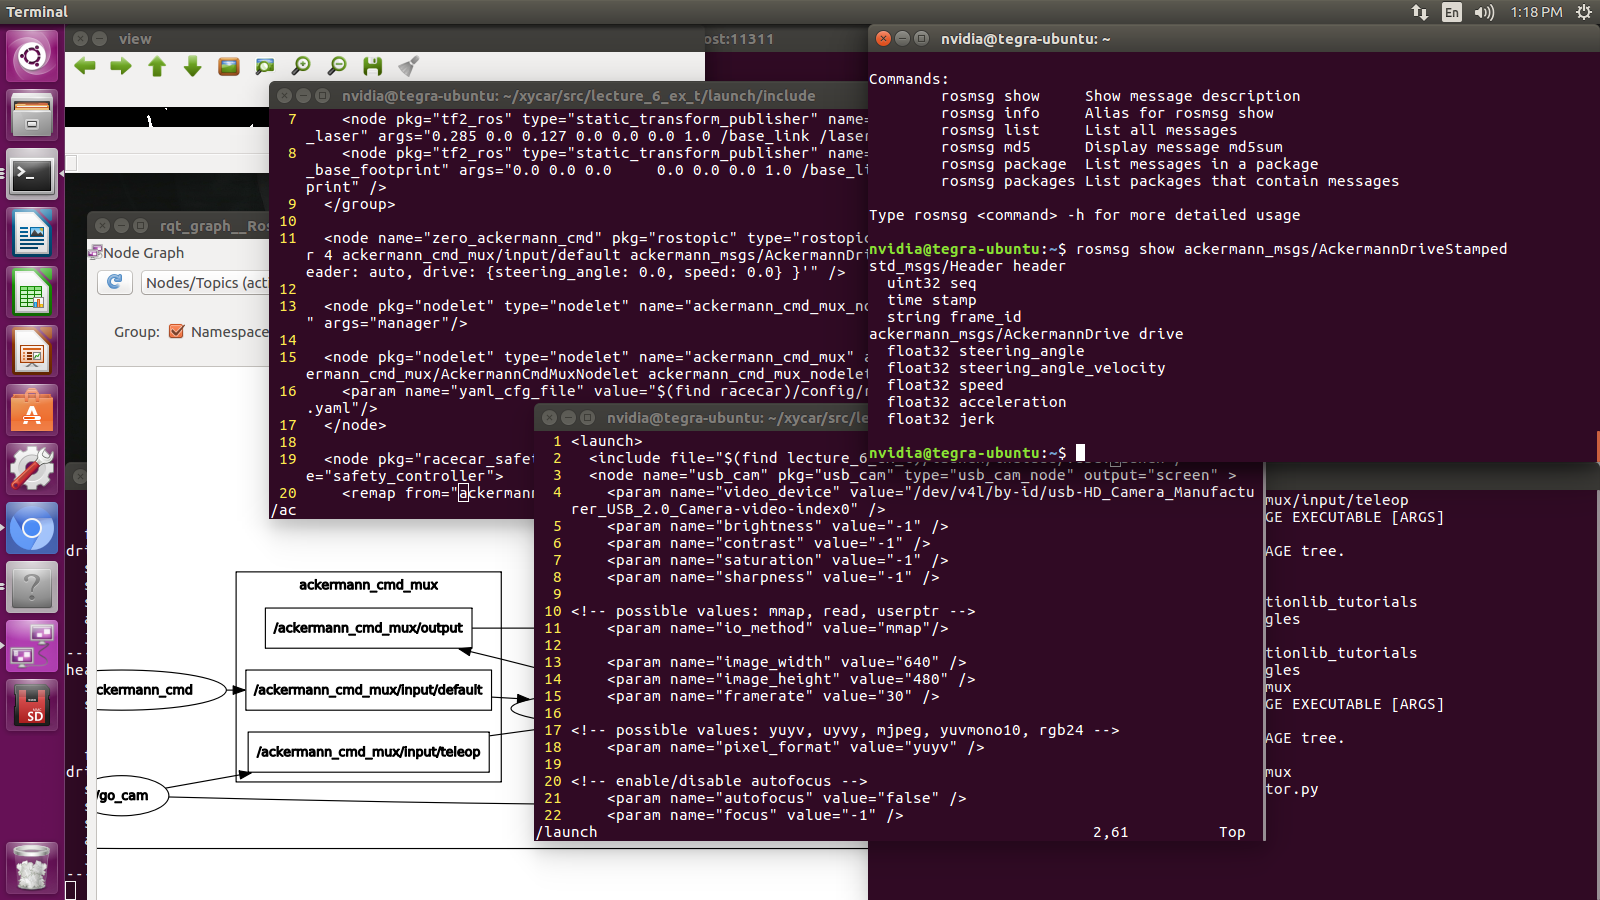 Terminal
En
1:18 PM
view
ost:11311
nvidia@tegra-ubuntu: ~
nvidia@tegra-ubuntu: ~/xycar/src/lecture_6_ex_t/launch/include
7     <node pkg="tf2_ros" type="static_transform_publisher" name=
_laser" args="0.285 0.0 0.127 0.0 0.0 0.0 1.0 /base_link /laser
8     <node pkg="tf2_ros" type="static_transform_publisher" name=
_base_footprint" args="0.0 0.0 0.0     0.0 0.0 0.0 1.0 /base_li
print" />
9   </group>
10
11   <node name="zero_ackermann_cmd" pkg="rostopic" type="rostopic
r 4 ackermann_cmd_mux/input/default ackermann_msgs/AckermannDri
eader: auto, drive: {steering_angle: 0.0, speed: 0.0} }'" />
12
13   <node pkg="nodelet" type="nodelet" name="ackermann_cmd_mux_no
" args="manager"/>
14
15   <node pkg="nodelet" type="nodelet" name="ackermann_cmd_mux" a
ermann_cmd_mux/AckermannCmdMuxNodelet ackermann_cmd_mux_nodelet
16     <param name="yaml_cfg_file" value="$(find racecar)/config/
.yaml"/>
17   </node>
18
19   <node pkg="racecar_safe
e="safety_controller">
20     <remap from="ackermann
/ac
Commands:
rosmsg show     Show message description
rosmsg info     Alias for rosmsg show
rosmsg list     List all messages
rosmsg md5      Display message md5sum
rosmsg package  List messages in a package
rosmsg packages List packages that contain messages
Type rosmsg <command> -h for more detailed usage
nvidia@tegra-ubuntu:~$ rosmsg show ackermann_msgs/AckermannDriveStamped
std_msgs/Header header
  uint32 seq
  time stamp
  string frame_id
ackermann_msgs/AckermannDrive drive
  float32 steering_angle
  float32 steering_angle_velocity
  float32 speed
  float32 acceleration
  float32 jerk
nvidia@tegra-ubuntu:~$
rqt_graph__Ros
Node Graph
Nodes/Topics (acti
Group: Namespace
ackermann_cmd_mux
/ackermann_cmd_mux/output
ckermann_cmd
/ackermann_cmd_mux/input/default
/ackermann_cmd_mux/input/teleop
/go_cam
nvidia@tegra-ubuntu: ~/xycar/src/le
1 <launch>
2   <include file="$(find lecture_6
3   <node name="usb_cam" pkg="usb_cam" type="usb_cam_node" output="screen" >
4     <param name="video_device" value="/dev/v4l/by-id/usb-HD_Camera_Manufactu
rer_USB_2.0_Camera-video-index0" />
5     <param name="brightness" value="-1" />
6     <param name="contrast" value="-1" />
7     <param name="saturation" value="-1" />
8     <param name="sharpness" value="-1" />
9
10 <!-- possible values: mmap, read, userptr -->
11     <param name="io_method" value="mmap"/>
12
13     <param name="image_width" value="640" />
14     <param name="image_height" value="480" />
15     <param name="framerate" value="30" />
16
17 <!-- possible values: yuyv, uyvy, mjpeg, yuvmono10, rgb24 -->
18     <param name="pixel_format" value="yuyv" />
19
20 <!-- enable/disable autofocus -->
21     <param name="autofocus" value="false" />
22     <param name="focus" value="-1" />
/launch 2,61 Top
mux/input/teleop
GE EXECUTABLE [ARGS]
AGE tree.
tionlib_tutorials
gles
tionlib_tutorials
gles
mux
GE EXECUTABLE [ARGS]
AGE tree.
mux
tor.py
dri
---
hea
dri
---
SD